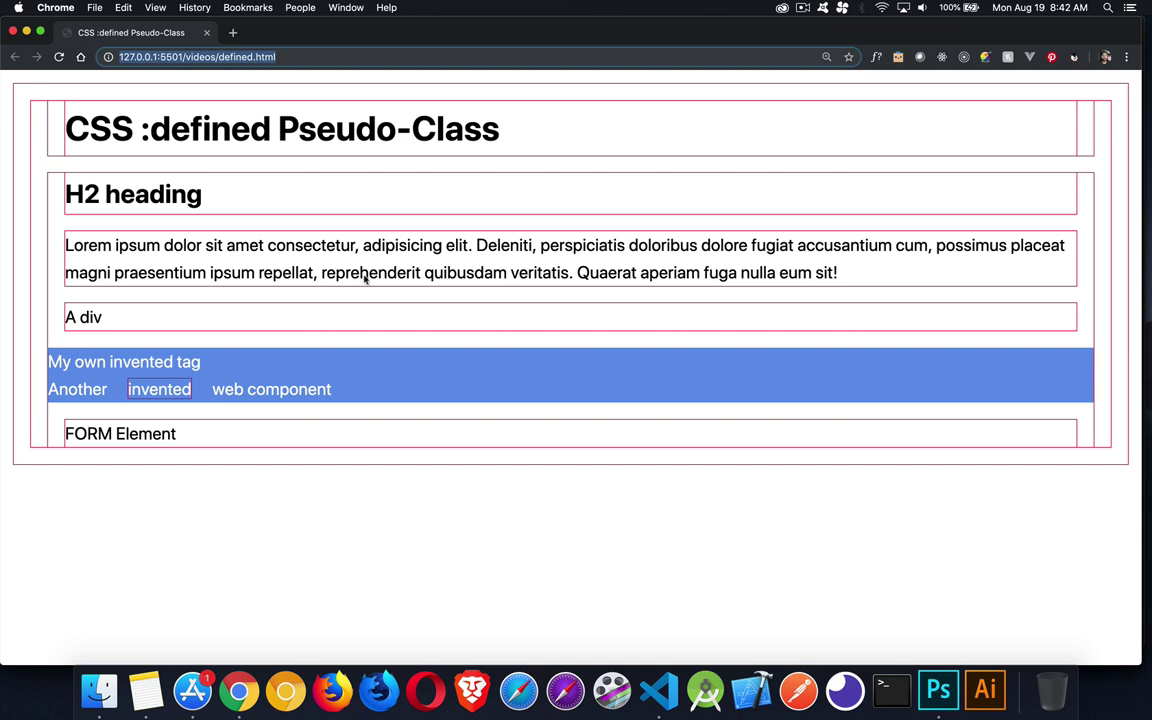 Chrome File Edit View History Bookmarks People Window Help 100% Mon Aug 19 8:42 AM
CSS :defined Pseudo-Class
127.0.0.1:5501/videos/defined.html
f?
CSS :defined Pseudo-Class
H2 heading
Lorem ipsum dolor sit amet consectetur, adipisicing elit. Deleniti, perspiciatis doloribus dolore fugiat accusantium cum, possimus placeat
magni praesentium ipsum repellat, reprehenderit quibusdam veritatis. Quaerat aperiam fuga nulla eum sit!
A div
My own invented tag
Another invented web component
FORM Element
1
Ps
Ai